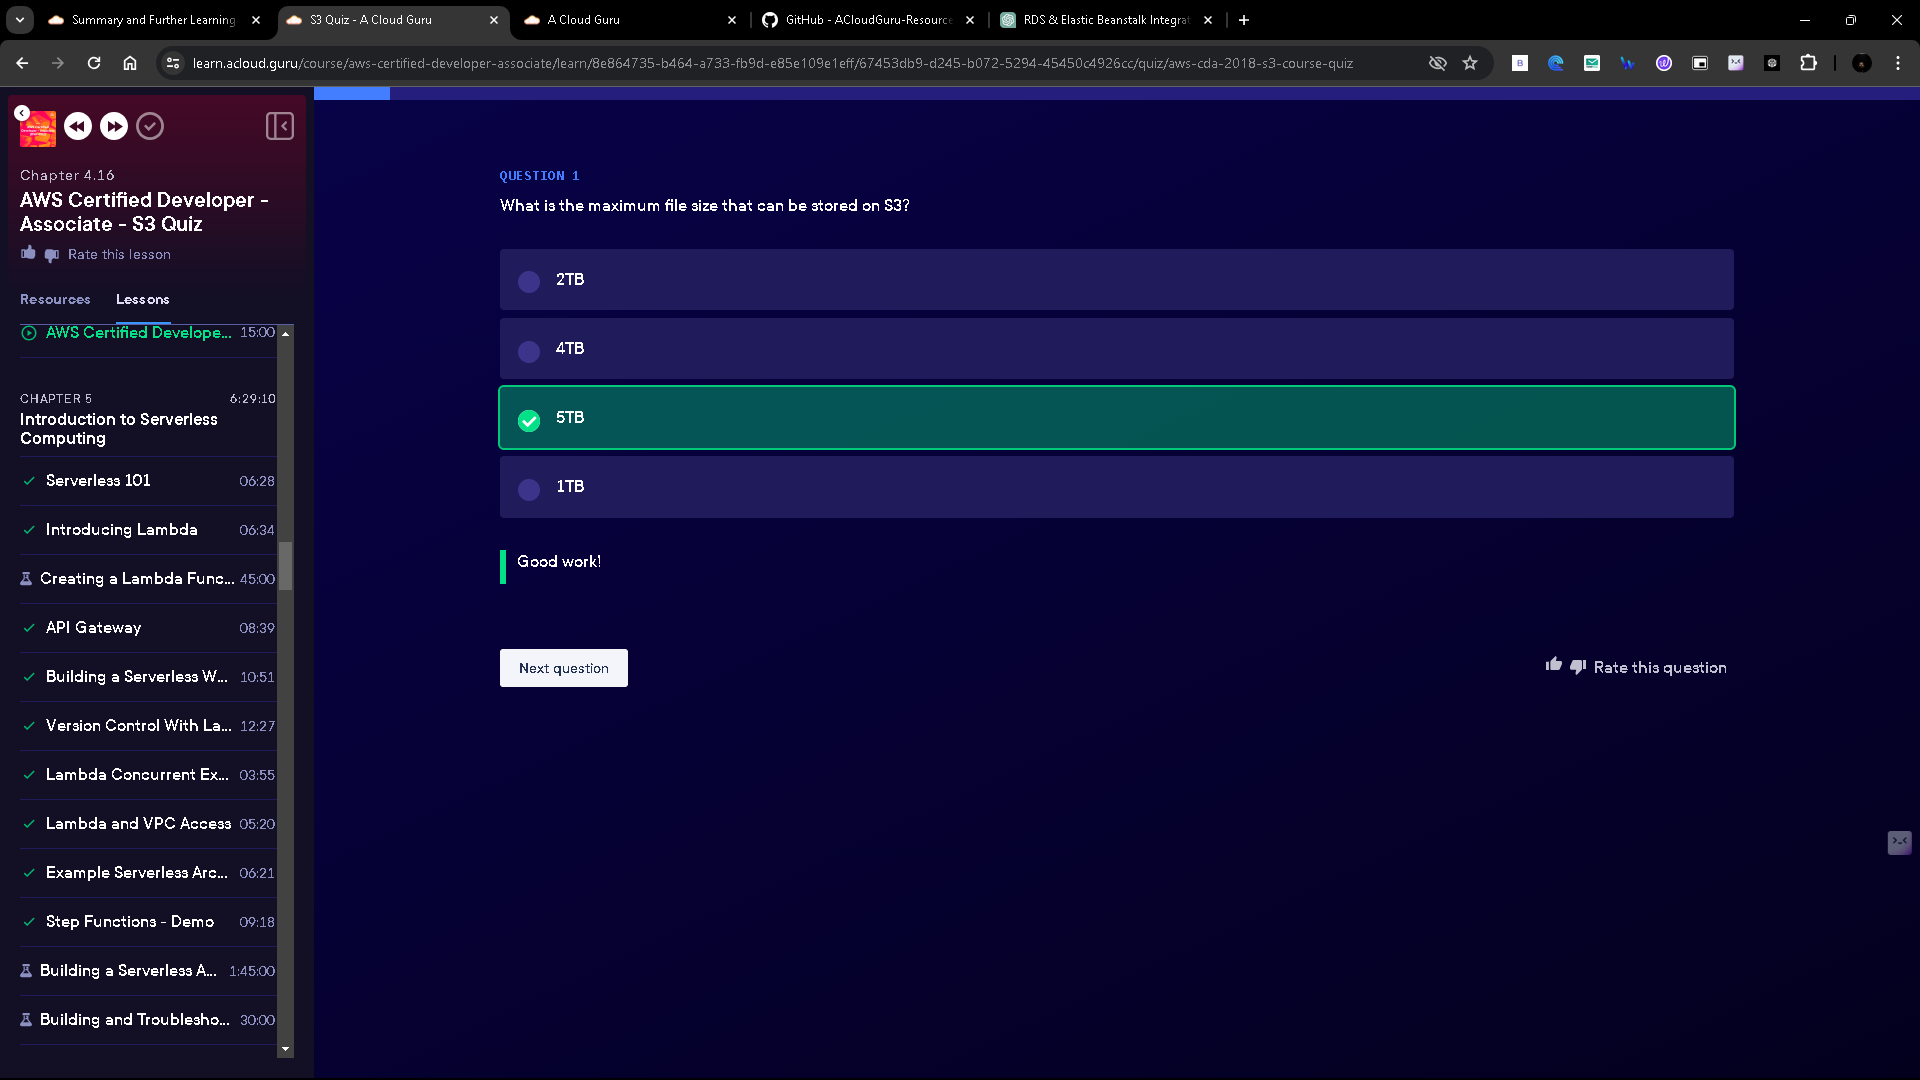 Summary and Further Learning
S3 Quiz - A Cloud Guru
A Cloud Guru
GitHub - ACloudGuru-Resource
RDS & Elastic Beanstalk Integrat
learn.acloud.guru/course/aws-certified-developer-associate/learn/8e864735-b464-a733-fb9d-e85e109e1eff/67453db9-d245-b072-5294-45450c4926cc/quiz/aws-cda-2018-s3-course-quiz
Chapter 4.16
AWS Certified Developer -
Associate - S3 Quiz
Rate this lesson
Resources
Lessons
AWS Certified Develope... 15:00
CHAPTER 5 6:29:10
Introduction to Serverless
Computing
Serverless 101 06:28
Introducing Lambda 06:34
Creating a Lambda Func... 45:00
API Gateway 08:39
Building a Serverless W... 10:51
Version Control With La... 12:27
Lambda Concurrent Ex... 03:55
Lambda and VPC Access 05:20
Example Serverless Arc... 06:21
Step Functions - Demo 09:18
Building a Serverless A... 1:45:00
Building and Troublesho... 30:00
QUESTION 1
What is the maximum file size that can be stored on S3?
2TB
4TB
5TB
1TB
Good work!
Next question
Rate this question